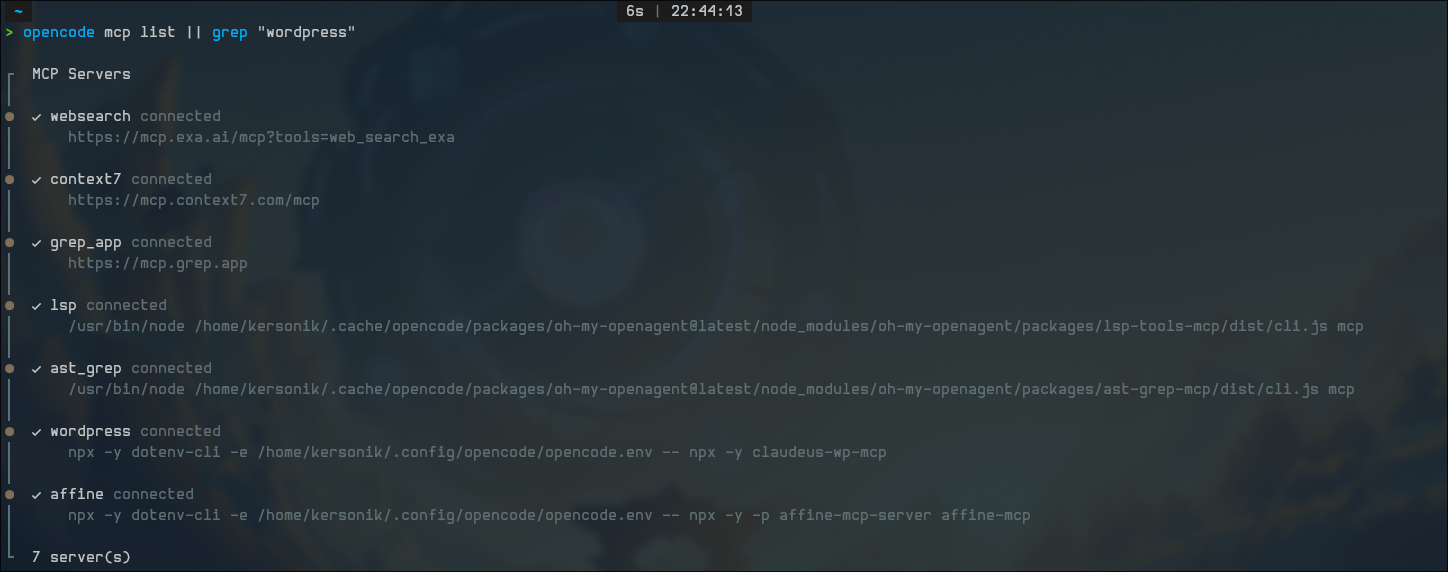 ~
6s | 22:44:13
> opencode mcp list || grep "wordpress"
MCP Servers
✓ websearch connected
https://mcp.exa.ai/mcp?tools=web_search_exa
✓ context7 connected
https://mcp.context7.com/mcp
✓ grep_app connected
https://mcp.grep.app
✓ lsp connected
/usr/bin/node /home/kersonik/.cache/opencode/packages/oh-my-openagent@latest/node_modules/oh-my-openagent/packages/lsp-tools-mcp/dist/cli.js mcp
✓ ast_grep connected
/usr/bin/node /home/kersonik/.cache/opencode/packages/oh-my-openagent@latest/node_modules/oh-my-openagent/packages/ast-grep-mcp/dist/cli.js mcp
✓ wordpress connected
npx -y dotenv-cli -e /home/kersonik/.config/opencode/opencode.env -- npx -y claudeus-wp-mcp
✓ affine connected
npx -y dotenv-cli -e /home/kersonik/.config/opencode/opencode.env -- npx -y -p affine-mcp-server affine-mcp
7 server(s)